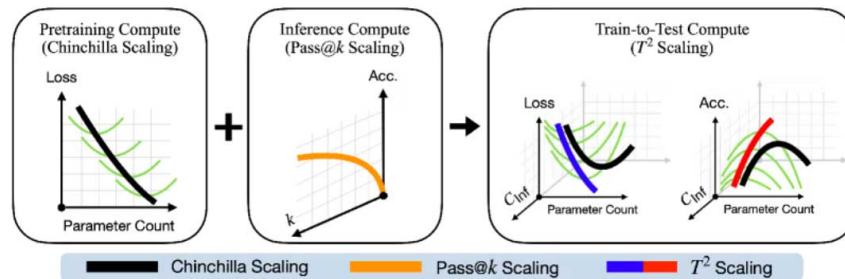 Pretraining Compute
(Chinchilla Scaling)
Loss
Parameter Count
Inference Compute
(Pass@k Scaling)
Acc.
k
Train-to-Test Compute
(T² Scaling)
Loss
C_Inf
Parameter Count
Acc.
C_Inf
Parameter Count
Chinchilla Scaling
Pass@k Scaling
T² Scaling